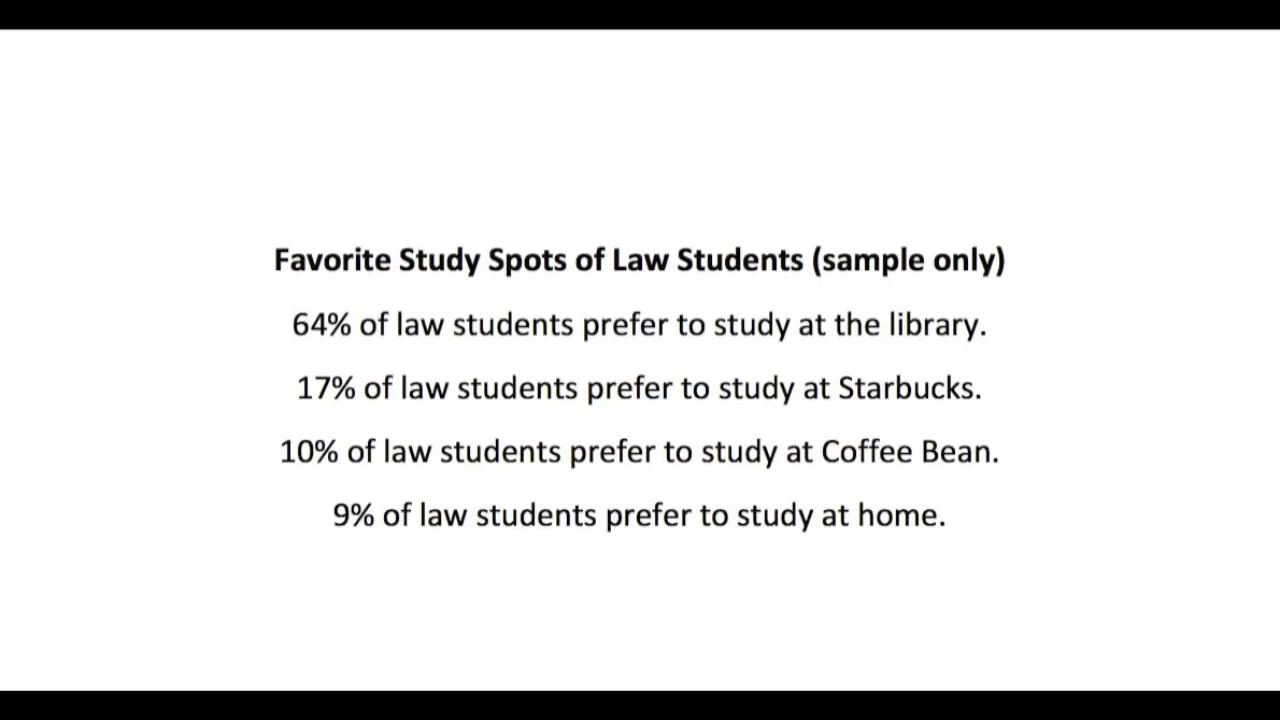 Favorite Study Spots of Law Students (sample only)
64% of law students prefer to study at the library.
17% of law students prefer to study at Starbucks.
10% of law students prefer to study at Coffee Bean.
9% of law students prefer to study at home.